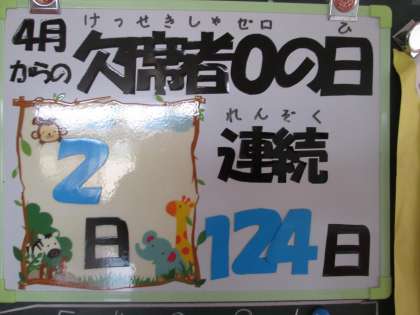 けっせきしゃゼロ ひ
4月からの 欠席者0の日
2日
れんぞく
連続
124日